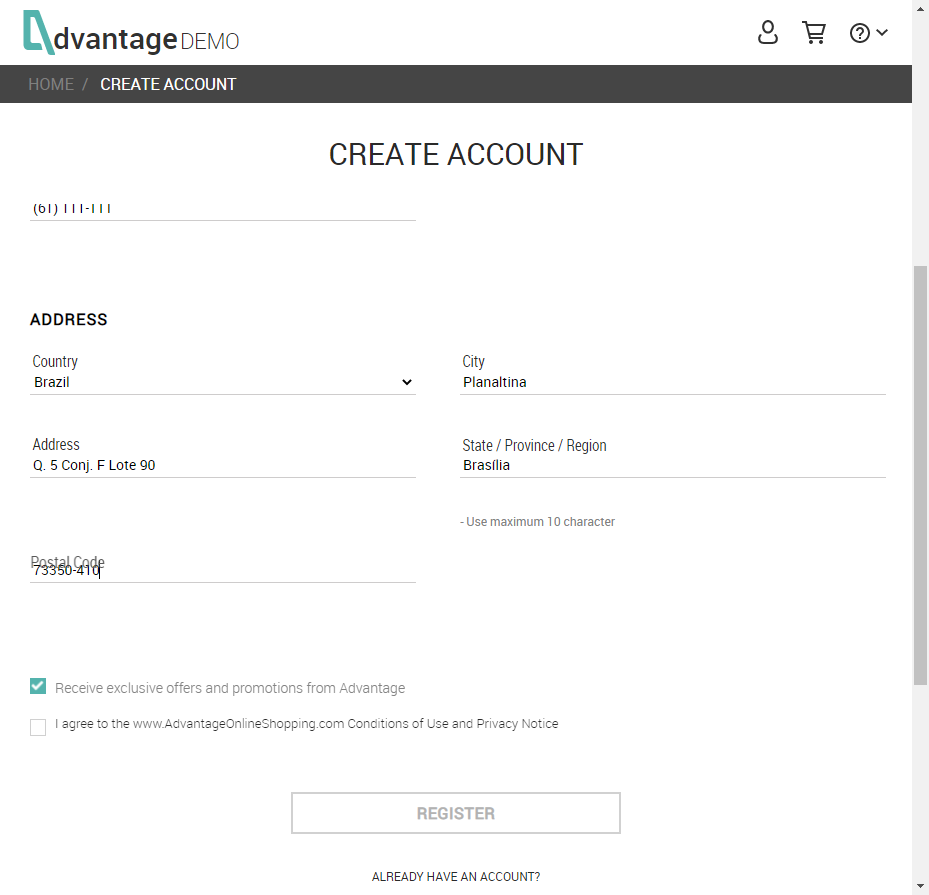 dvantage DEMO
HOME / CREATE ACCOUNT
CREATE ACCOUNT
(61) 111-111
ADDRESS
Country
Brazil
City
Planaltina
Address
Q. 5 Conj. F Lote 90
State / Province / Region
Brasília
- Use maximum 10 character
Postal Code
73350-410
Receive exclusive offers and promotions from Advantage
I agree to the www.AdvantageOnlineShopping.com Conditions of Use and Privacy Notice
REGISTER
ALREADY HAVE AN ACCOUNT?